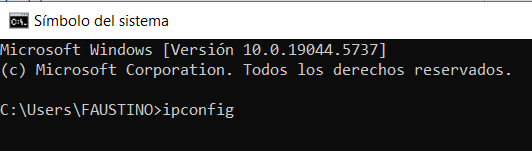 Símbolo del sistema
Microsoft Windows [Versión 10.0.19044.5737]
(c) Microsoft Corporation. Todos los derechos reservados.
C:\Users\FAUSTINO>ipconfig